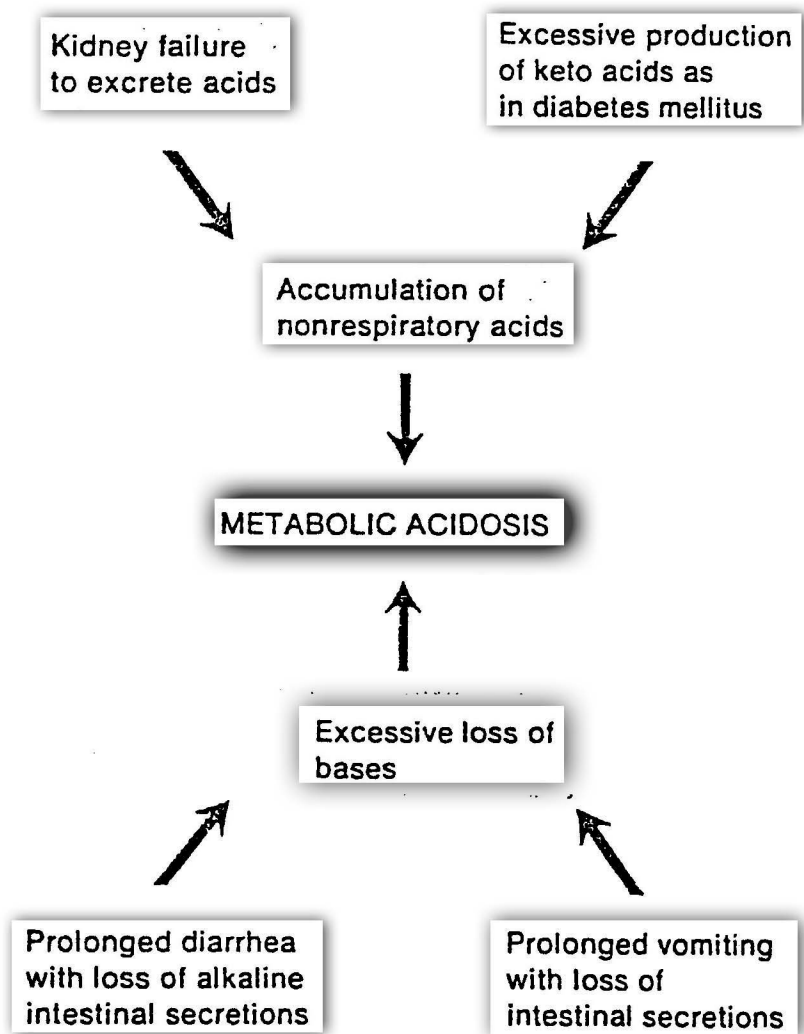 Kidney failure
to excrete acids
Excessive production
of keto acids as
in diabetes mellitus
Accumulation of
nonrespiratory acids
METABOLIC ACIDOSIS
Excessive loss of
bases
Prolonged diarrhea
with loss of alkaline
intestinal secretions
Prolonged vomiting
with loss of
intestinal secretions